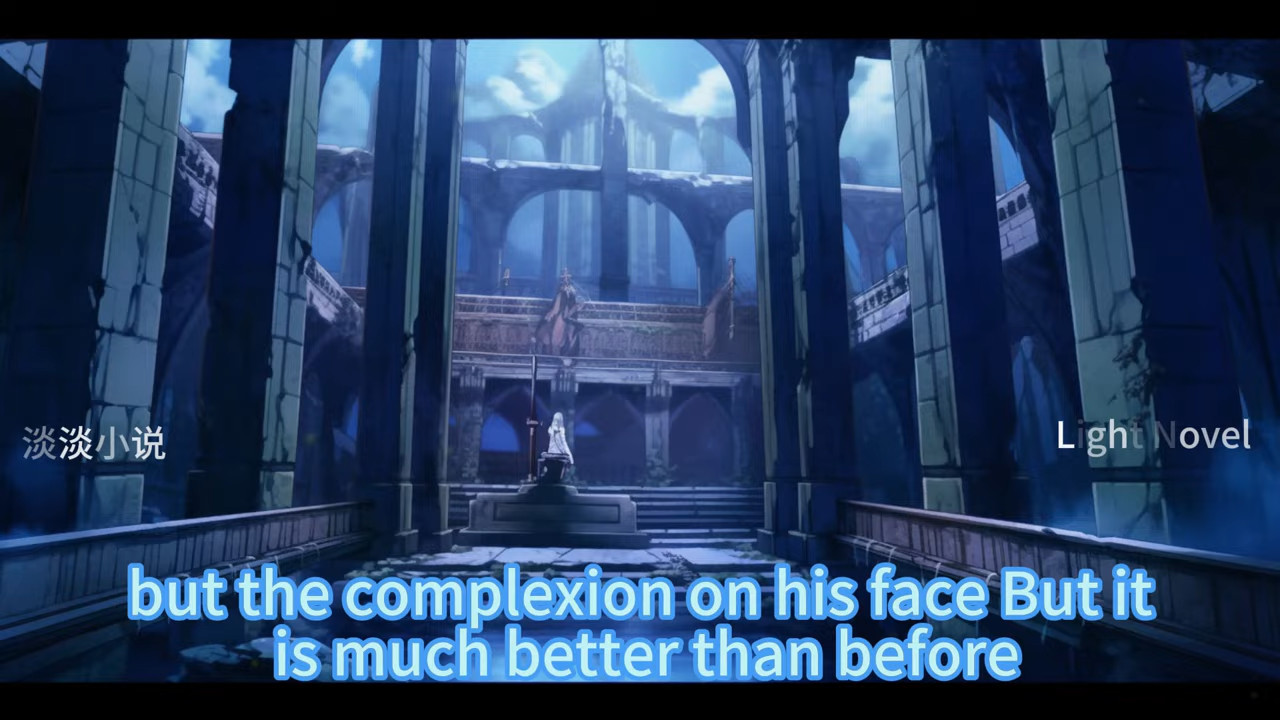 淡淡小说
Light Novel
but the complexion on his face But it
is much better than before